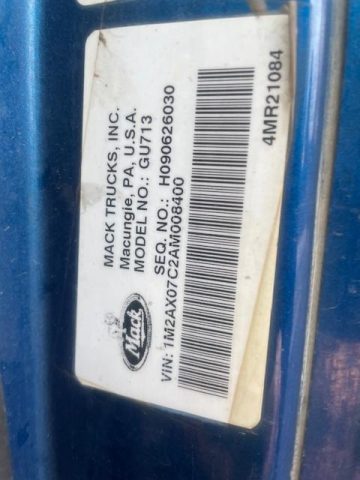 MACK TRUCKS, INC.
Macungie, PA, U.S.A.
MODEL NO.: GU713
SEQ. NO.: H090626030
Mack
VIN: 1M2AX07C2AM008400
4MR21084